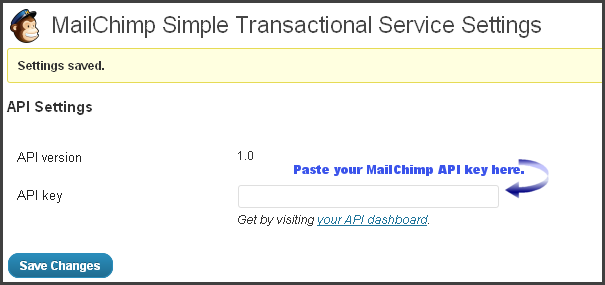 MailChimp Simple Transactional Service Settings
Settings saved.
API Settings
API version 1.0
Paste your MailChimp API key here.
API key
Get by visiting your API dashboard.
Save Changes